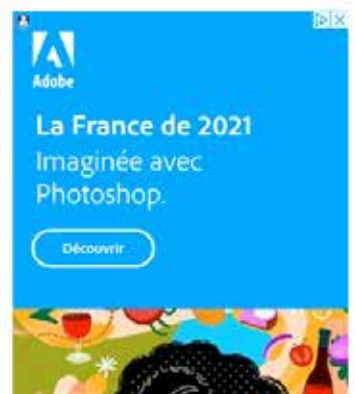 Adobe
La France de 2021
Imaginée avec
Photoshop.
Découvrir